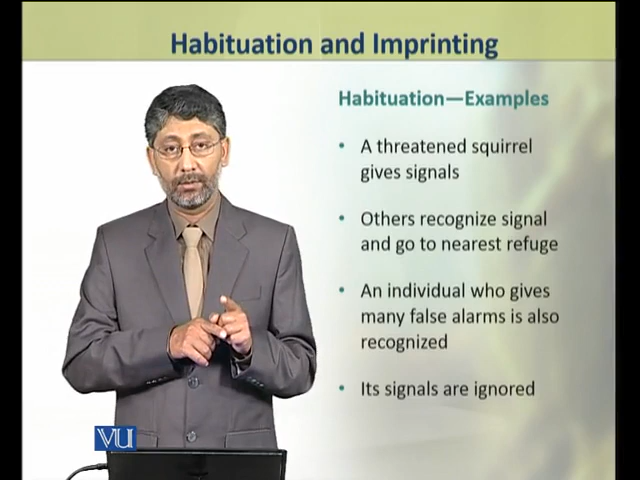 Habituation and Imprinting
Habituation—Examples
• A threatened squirrel
gives signals
• Others recognize signal
and go to nearest refuge
• An individual who gives
many false alarms is also
recognized
• Its signals are ignored
VU